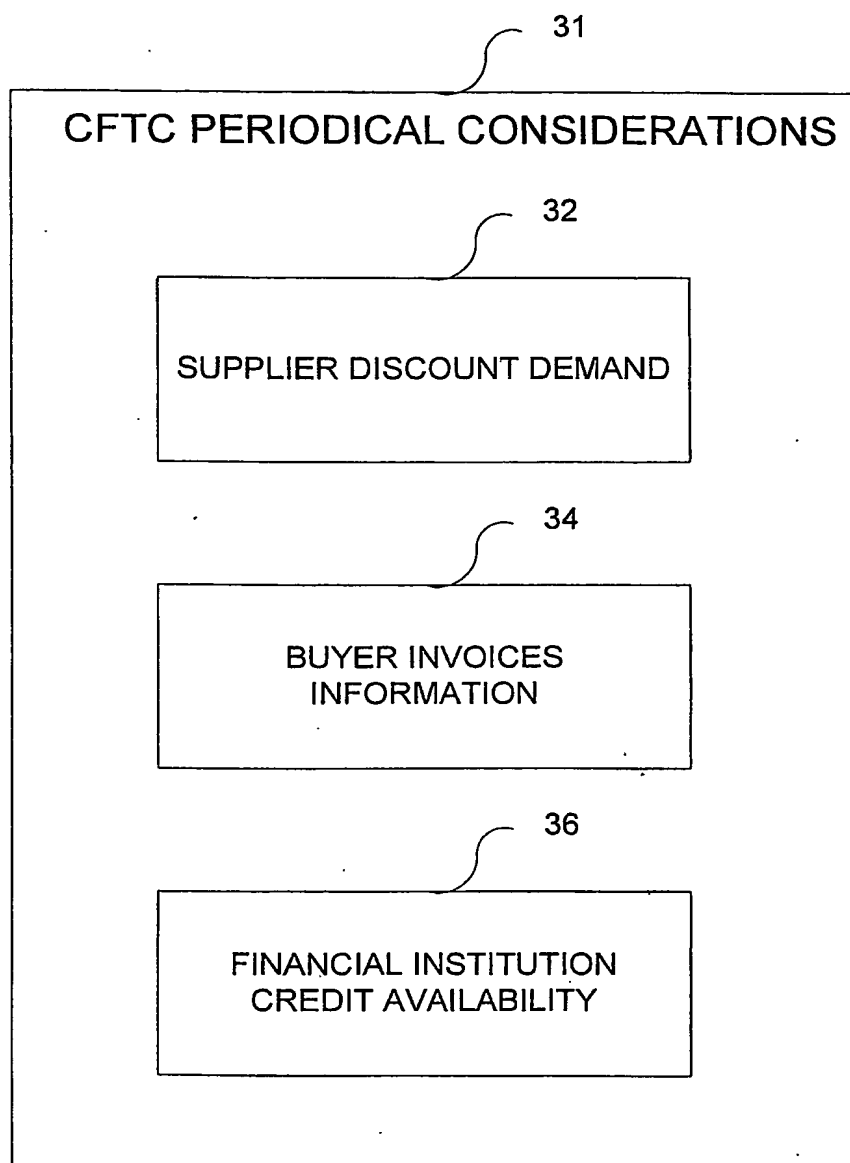 31
CFTC PERIODICAL CONSIDERATIONS
32
SUPPLIER DISCOUNT DEMAND
34
BUYER INVOICES
INFORMATION
36
FINANCIAL INSTITUTION
CREDIT AVAILABILITY